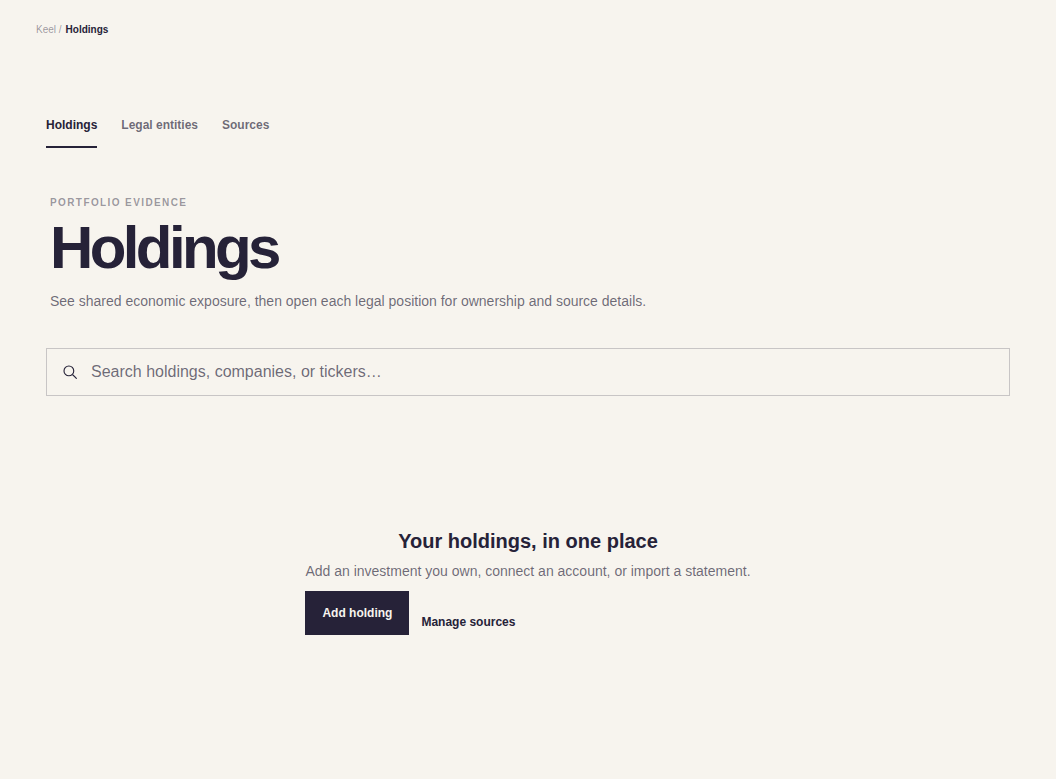 Keel / Holdings
Holdings Legal entities Sources
PORTFOLIO EVIDENCE
Holdings
See shared economic exposure, then open each legal position for ownership and source details.
Search holdings, companies, or tickers…
Your holdings, in one place
Add an investment you own, connect an account, or import a statement.
Add holding Manage sources